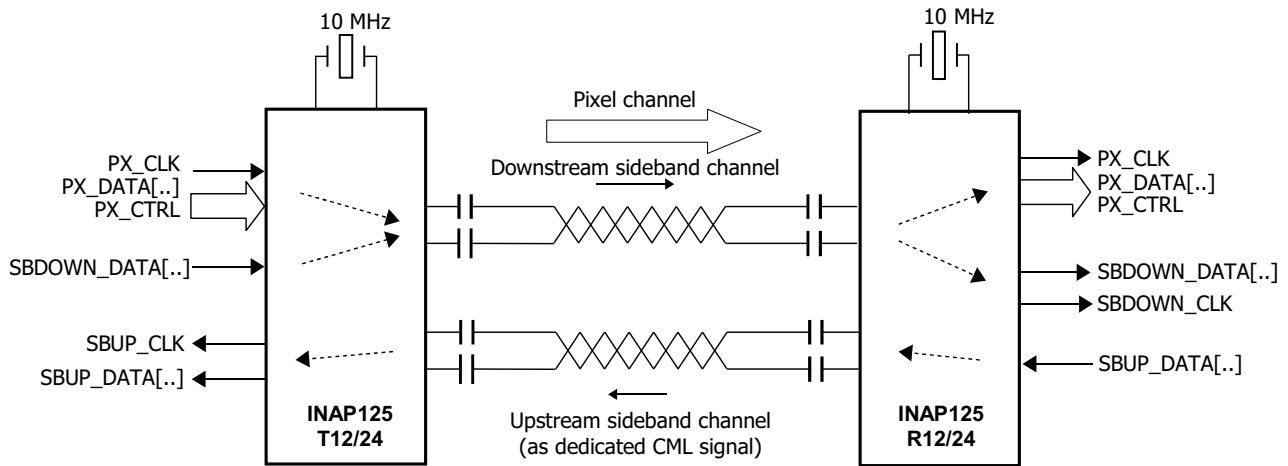 10 MHz
10 MHz
Pixel channel
Downstream sideband channel
PX_CLK
PX_DATA[..]
PX_CTRL
SBDOWN_DATA[..]
SBUP_CLK
SBUP_DATA[..]
INAP125
T12/24
Upstream sideband channel
(as dedicated CML signal)
PX_CLK
PX_DATA[..]
PX_CTRL
SBDOWN_DATA[..]
SBDOWN_CLK
SBUP_DATA[..]
INAP125
R12/24